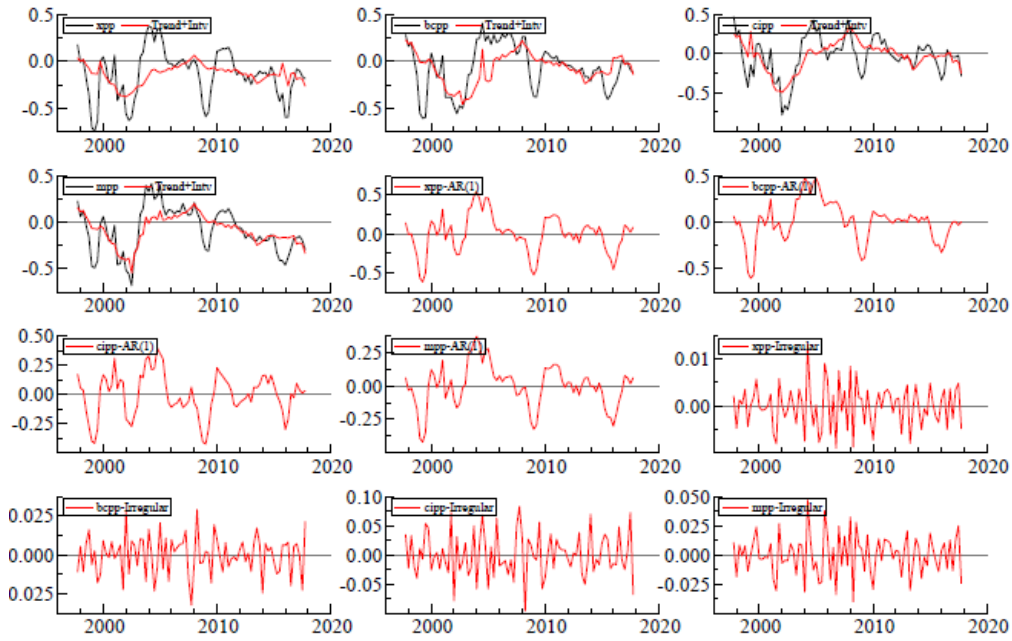 0.5 xpp Trend+Intv 0.5 bcpp Trend+Intv 0.5 cipp Trend+Intv
0.0 0.0 0.0
-0.5 -0.5 -0.5
2000 2010 2020 2000 2010 2020 2000 2010 2020
0.5 mpp Trend+Intv 0.5 xpp-AR(1) 0.5 bcpp-AR(1)
0.0 0.0 0.0
-0.5 -0.5 -0.5
2000 2010 2020 2000 2010 2020 2000 2010 2020
0.50 cipp-AR(1) mpp-AR(1) xpp-Irregular
0.25 0.25 0.01
0.00 0.00 0.00
-0.25 -0.25
2000 2010 2020 2000 2010 2020 2000 2010 2020
bcpp-Irregular 0.10 cipp-Irregular 0.050 mpp-Irregular
0.025 0.05 0.025
0.000 0.00 0.000
0.025 -0.05 -0.025
2000 2010 2020 2000 2010 2020 2000 2010 2020